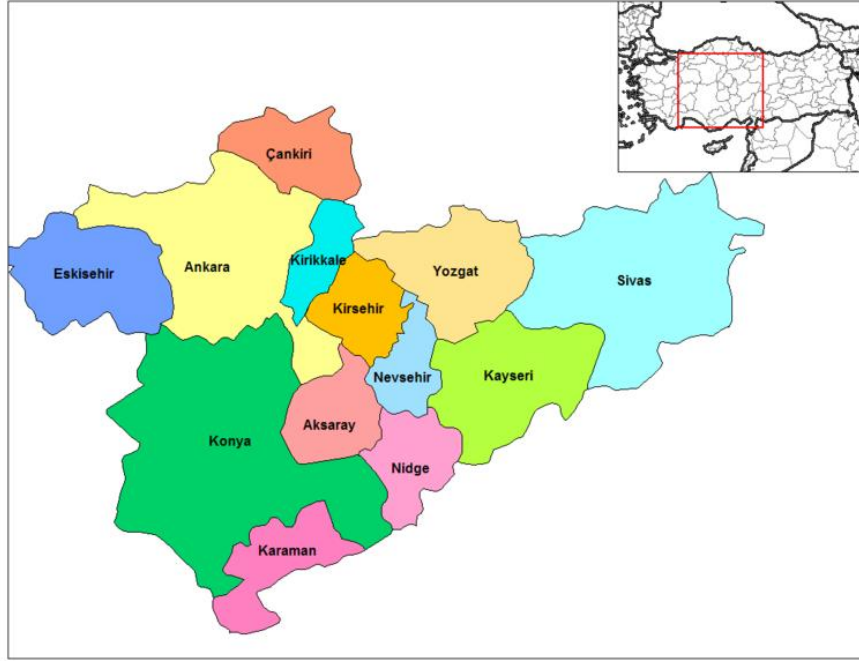 Çankiri
Ankara
Kirikkale
Eskisehir
Yozgat
Sivas
Kirsehir
Nevsehir
Kayseri
Aksaray
Konya
Nidge
Karaman